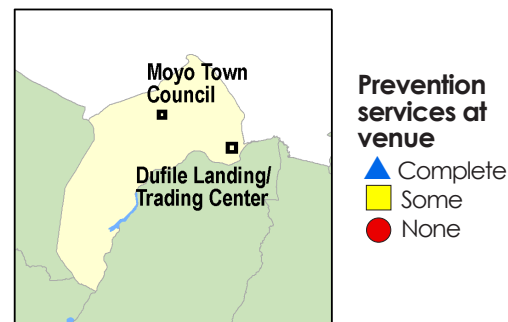 Moyo Town
Council
Dufile Landing/
Trading Center
Prevention
services at
venue
Complete
Some
None